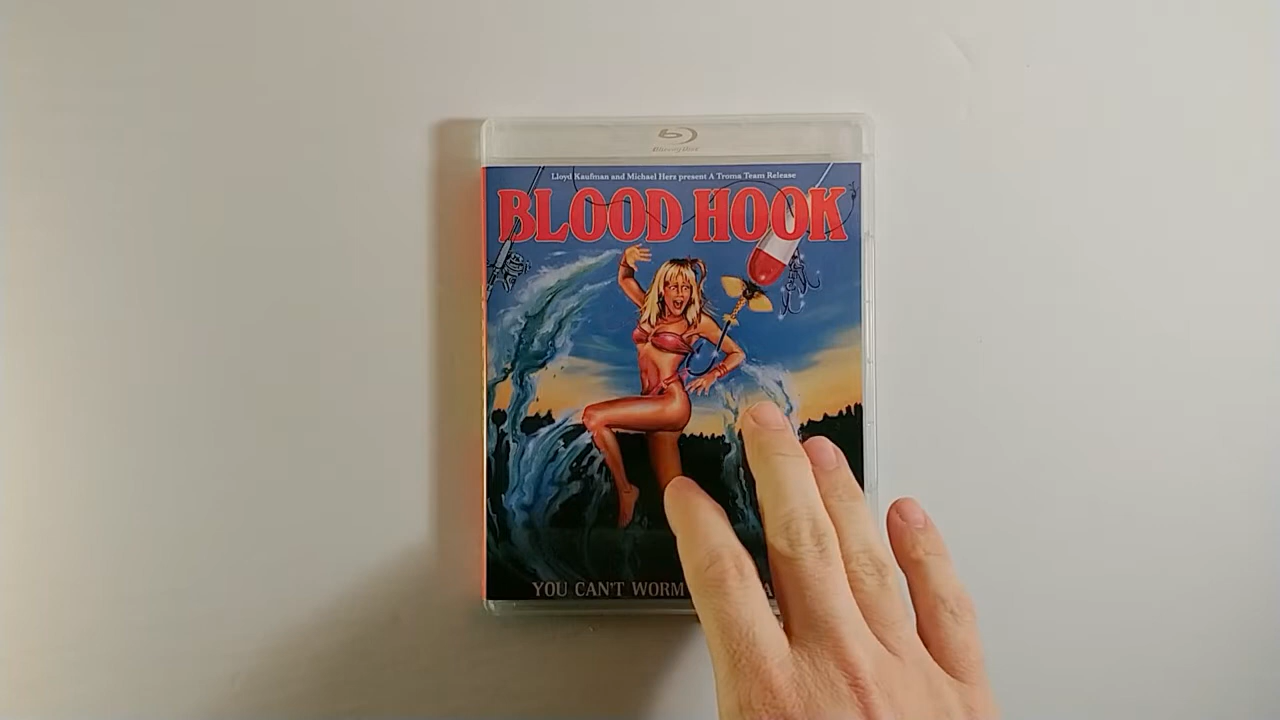 Blu-ray Disc
Lloyd Kaufman and Michael Herz present A Troma Team Release
BLOOD HOOK
YOU CAN'T WORM